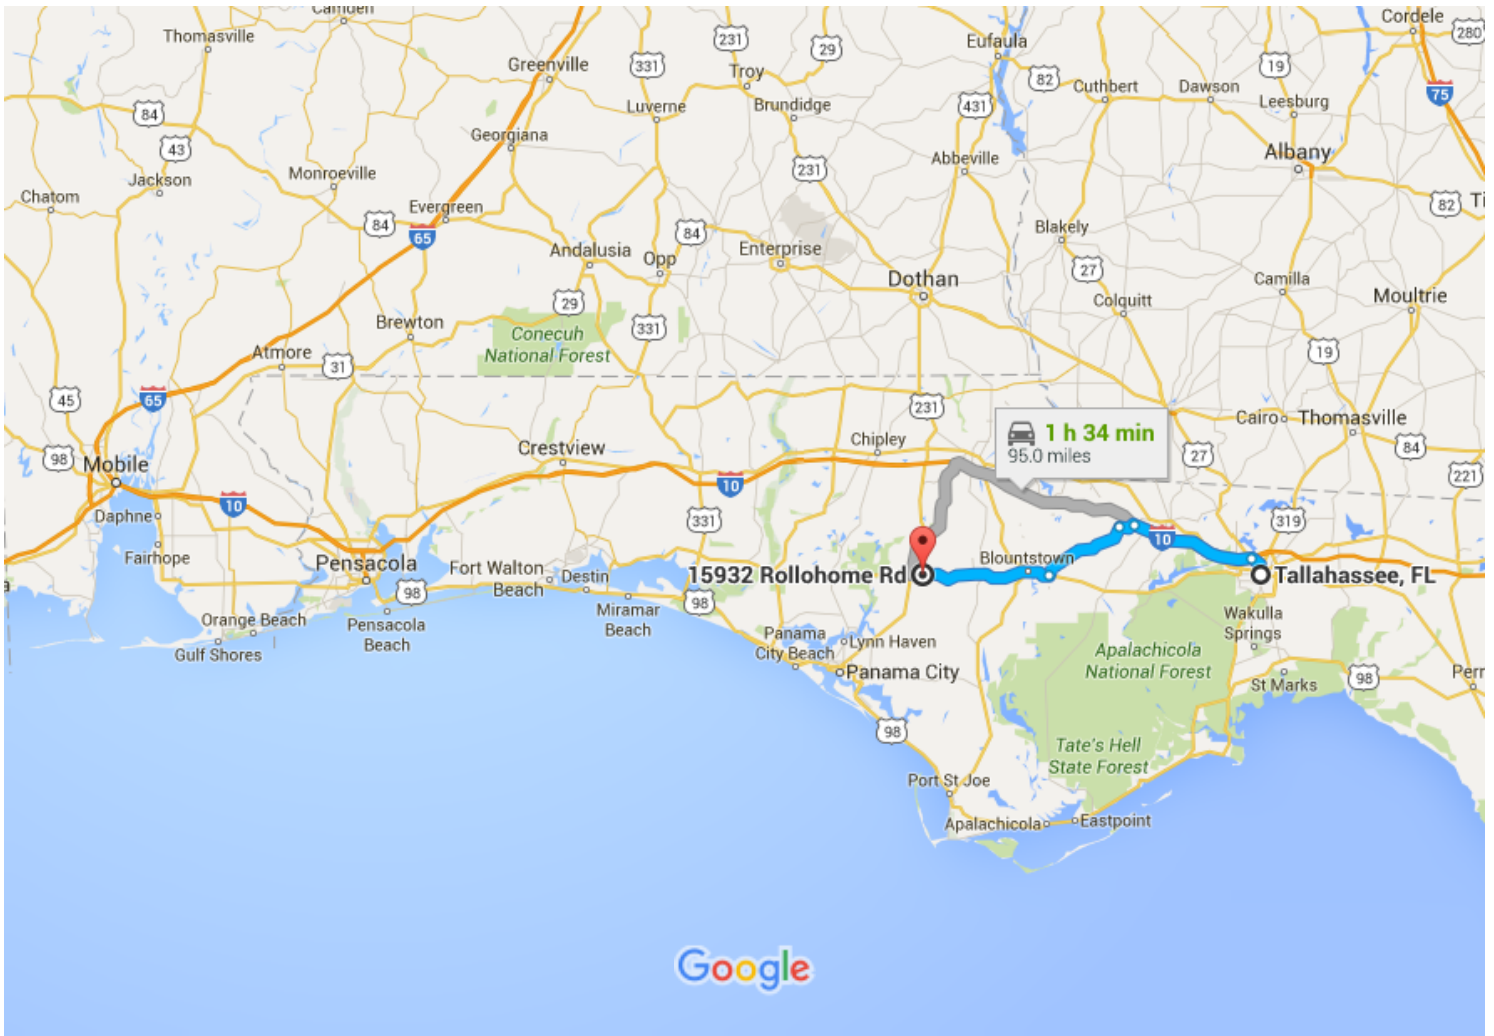 Camden
Cordele
Thomasville
231
29
Eufaula
280
Greenville
331
Troy
82
19
Cuthbert
Dawson
75
Luverne
Brundidge
431
Leesburg
84
43
Georgiana
Abbeville
Albany
Monroeville
231
Jackson
Chatom
Evergreen
82
Ti
84
65
84
Blakely
Andalusia
Opp
Enterprise
27
Dothan
Camilla
Moultrie
29
Colquitt
Brewton
331
Conecuh
National Forest
Atmore
31
19
65
45
231
Cairo
Thomasville
1 h 34 min
95.0 miles
Chipley
84
98
Crestview
27
Mobile
221
10
10
Daphne
331
319
10
Fairhope
Blountstown
Pensacola
Fort Walton
Beach
Destin
15932 Rollohome Rd
Tallahassee, FL
a
98
98
Miramar
Beach
Wakulla
Springs
Orange Beach
Pensacola
Beach
Panama
City Beach
Lynn Haven
Gulf Shores
Apalachicola
National Forest
Panama City
St Marks
98
Perr
98
Tate's Hell
State Forest
Port St Joe
Apalachicola
Eastpoint
Google